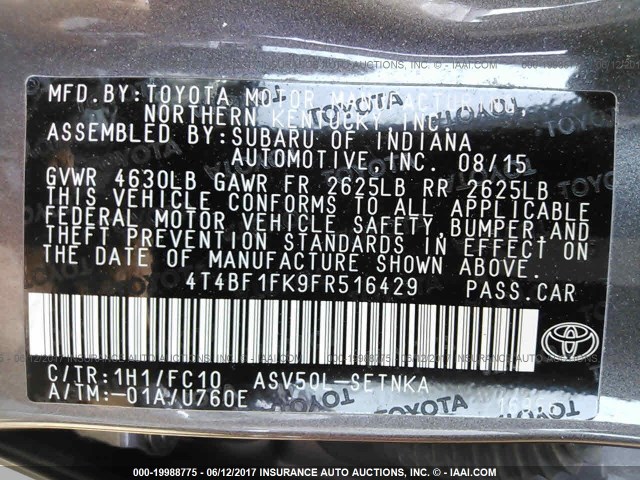 MFD.BY:TOYOTA MOTOR MANUFACTURING,
NORTHERN KENTUCKY INC.
ASSEMBLED BY:SUBARU OF INDIANA
AUTOMOTIVE,INC. 08/15
GVWR 4630LB GAWR FR 2625LB RR 2625LB
THIS VEHICLE CONFORMS TO ALL APPLICABLE
FEDERAL MOTOR VEHICLE SAFETY,BUMPER,AND
THEFT PREVENTION STANDARDS IN EFFECT ON
THE DATE OF MANUFACTURE SHOWN ABOVE.
4T4BF1FK9FR516429 PASS.CAR
C/TR:1H1/FC10 ASV50L-SETNKA
A/TM:-01A/U760E
TOYOTA
000-19988775 - 06/12/2017 - INSURANCE AUTO AUCTIONS, INC. - IAAI.COM